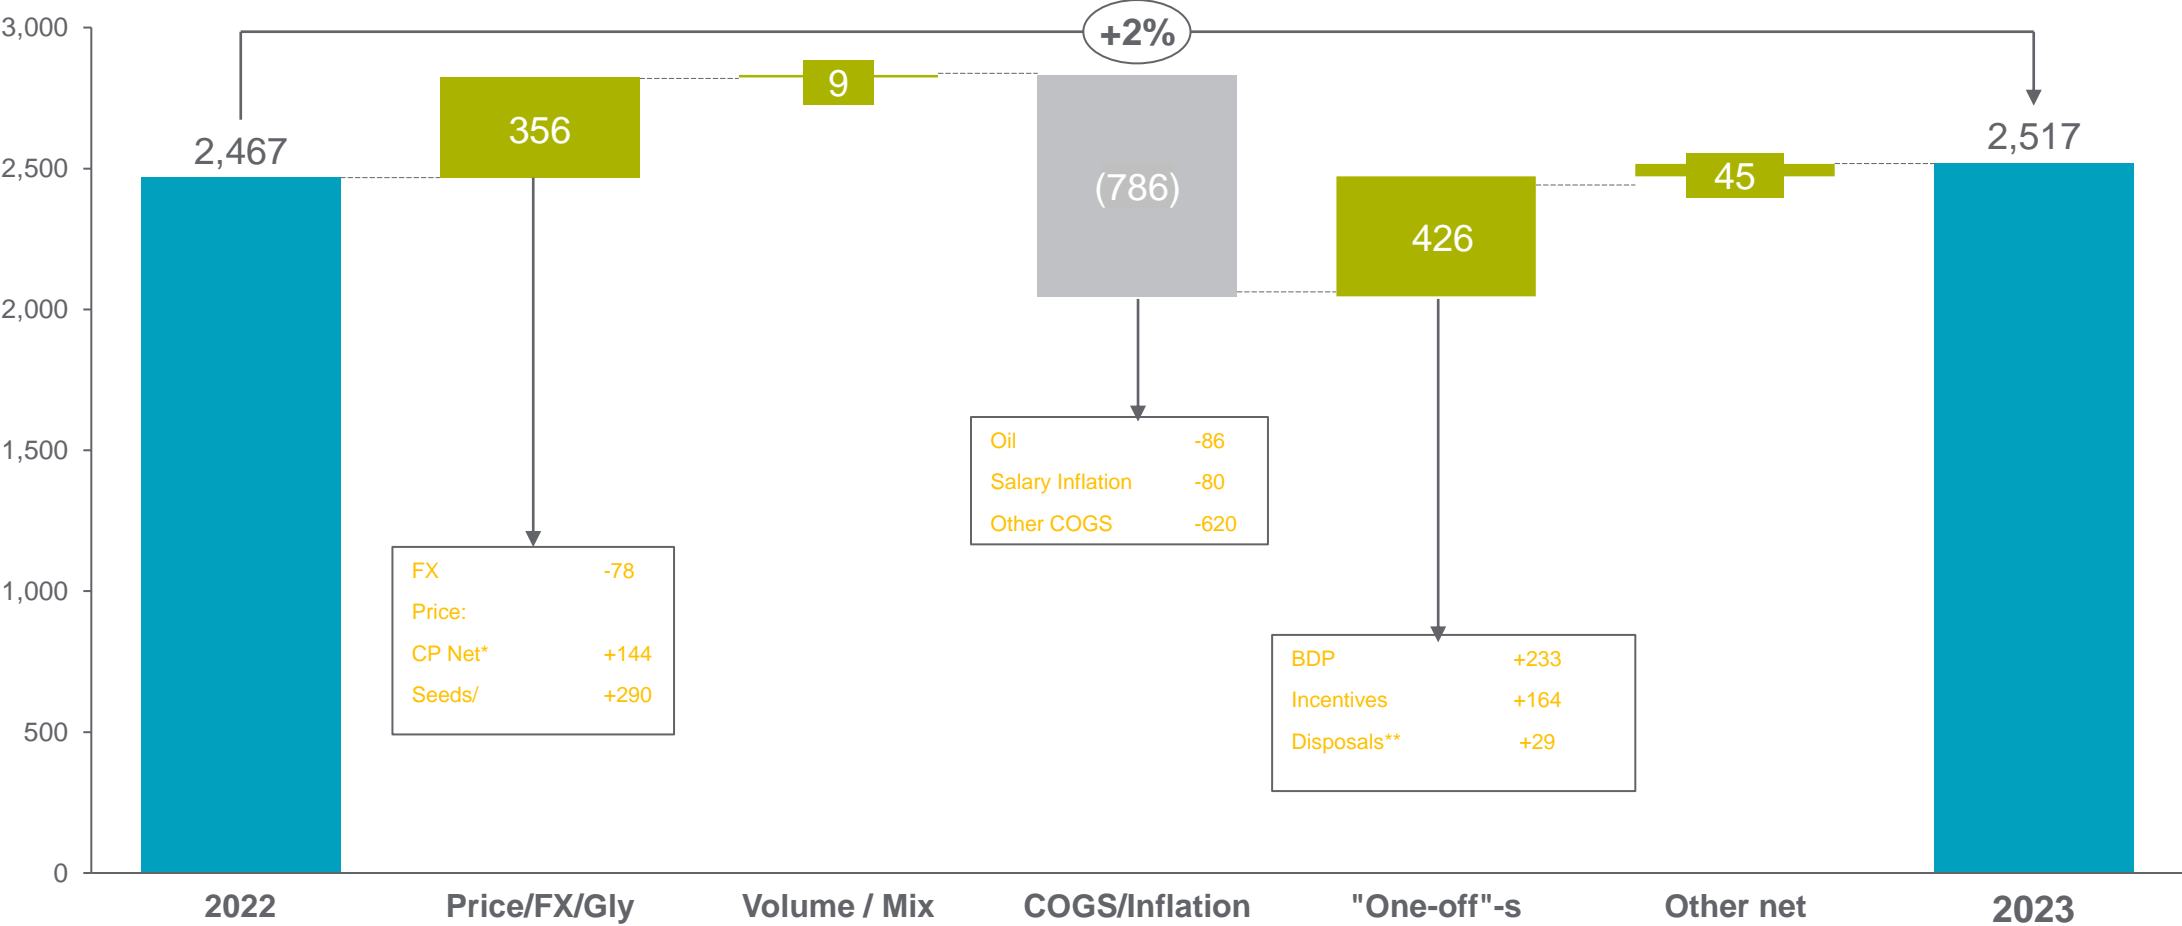 3,000
2,500
2,000
1,500
1,000
500
0
+2%
2,467
356
9
(786)
426
45
2,517
Oil -86
Salary Inflation -80
Other COGS -620
FX -78
Price:
CP Net* +144
Seeds/ +290
BDP +233
Incentives +164
Disposals** +29
2022 Price/FX/Gly Volume / Mix COGS/Inflation "One-off"-s Other net 2023